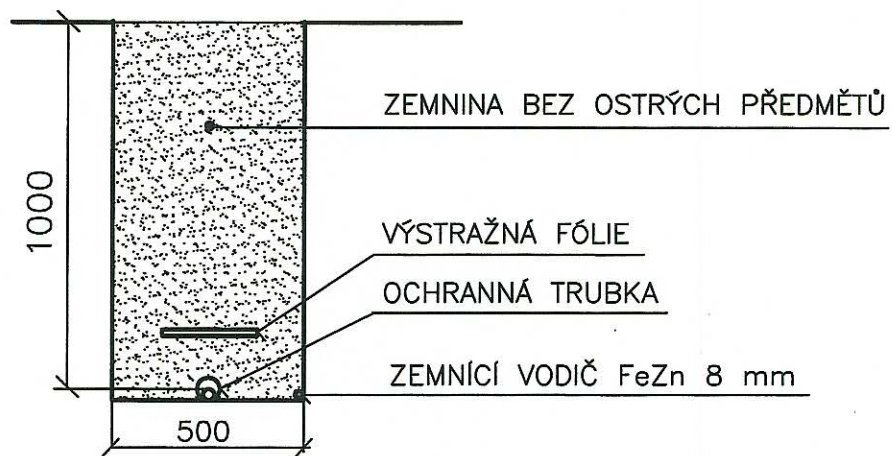 ZEMNINA BEZ OSTRÝCH PŘEDMĚTŮ
1000
VÝSTRAŽNÁ FÓLIE
OCHRANNÁ TRUBKA
ZEMNÍCÍ VODIČ FeZn 8 mm
500